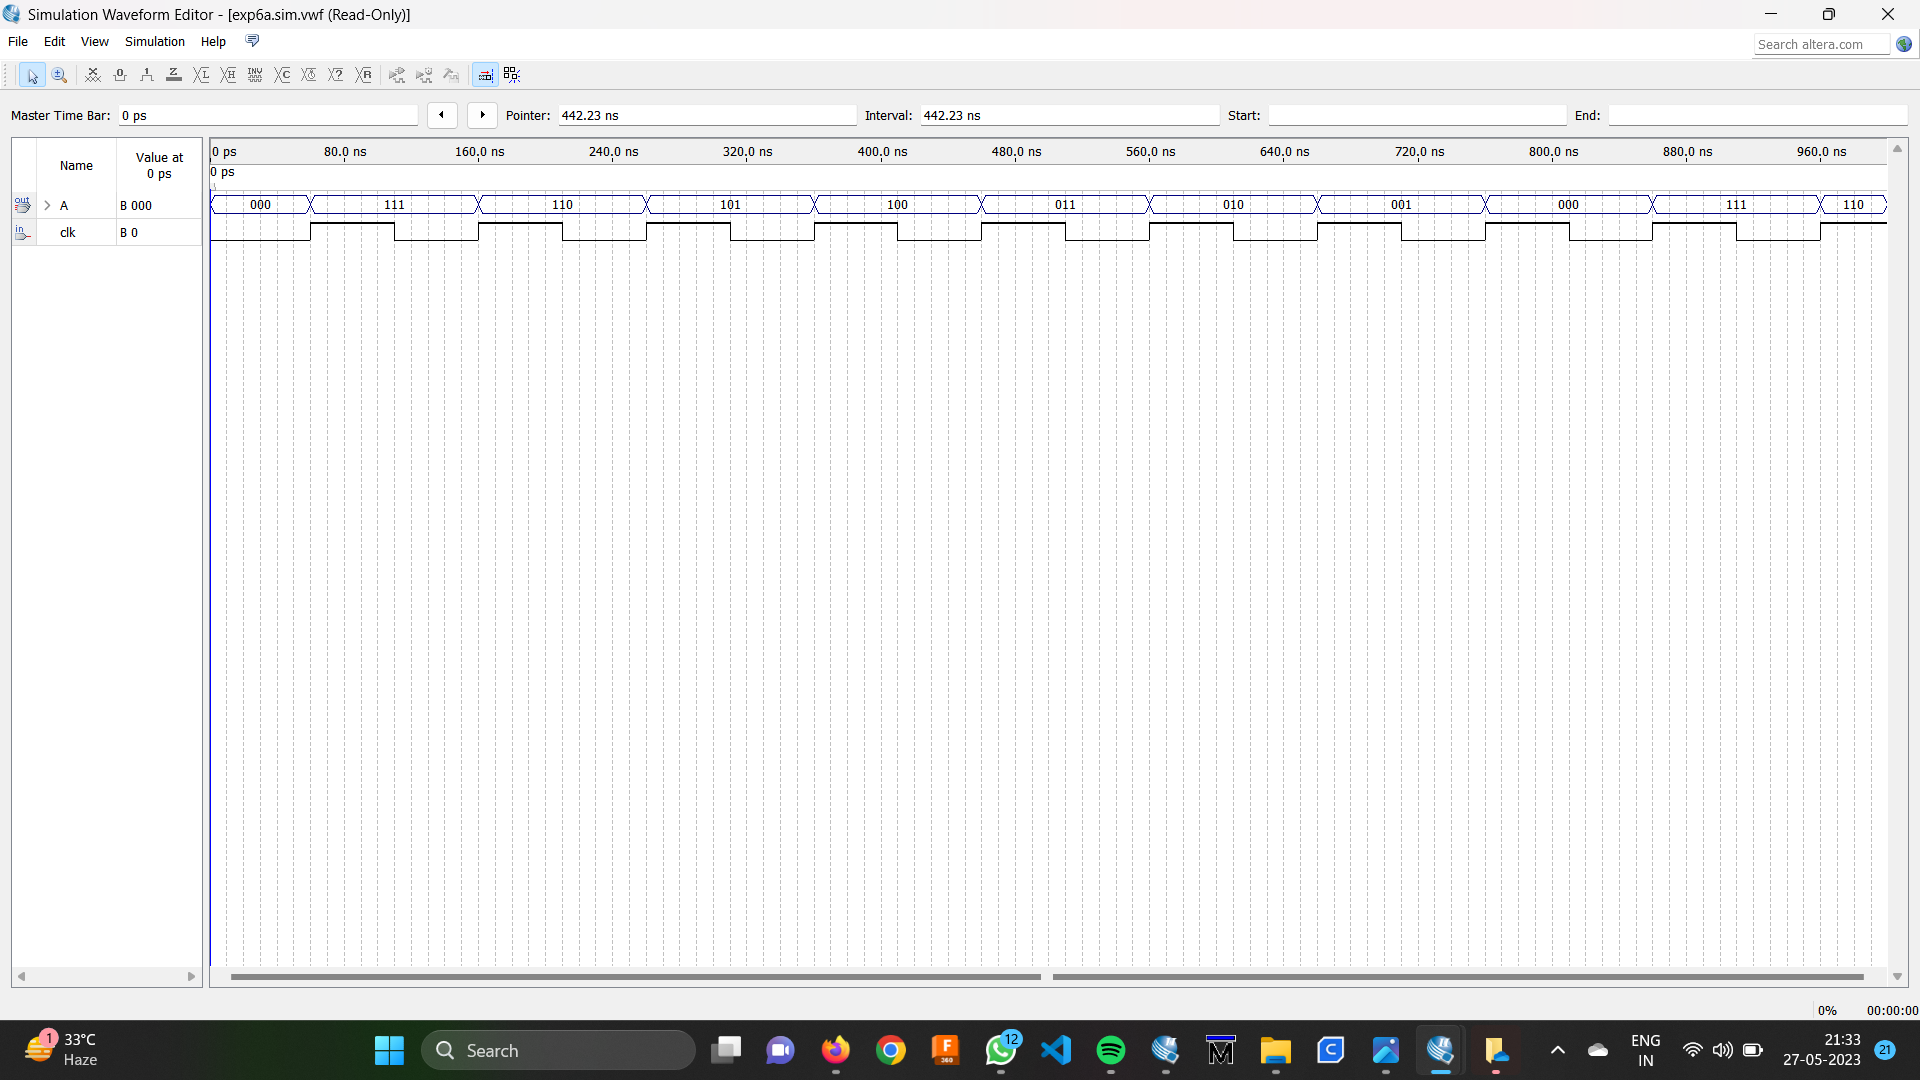 Simulation Waveform Editor - [exp6a.sim.vwf (Read-Only)]
File Edit View Simulation Help
Search altera.com
Master Time Bar: 0 ps Pointer: 442.23 ns Interval: 442.23 ns Start: End:
Name Value at 0 ps
0 ps 80.0 ns 160.0 ns 240.0 ns 320.0 ns 400.0 ns 480.0 ns 560.0 ns 640.0 ns 720.0 ns 800.0 ns 880.0 ns 960.0 ns
0 ps
out A B 000 000 111 110 101 100 011 010 001 000 111 110
in clk B 0
0% 00:00:00
1 33°C
Haze
Search
F 360
12
M
C
ENG
IN
21:33
27-05-2023
21